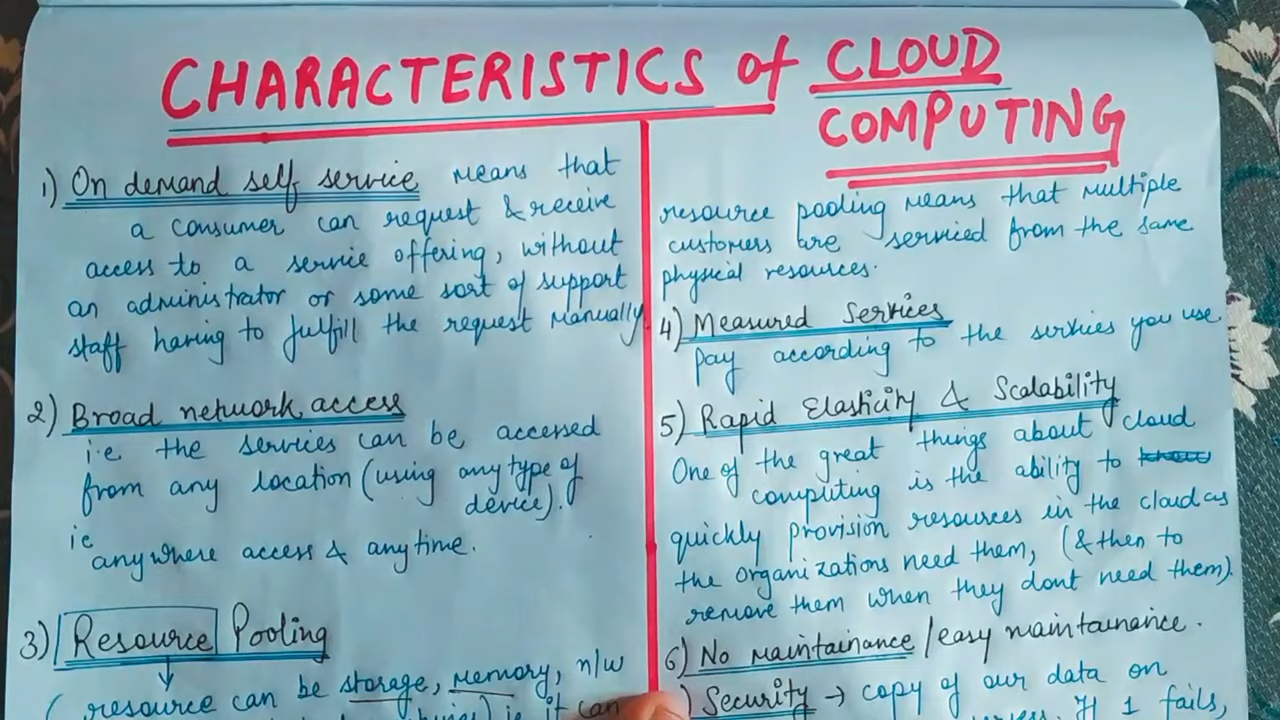 CHARACTERISTICS of CLOUD
COMPUTING
1) On demand self service means that
a consumer can request & receive
access to a service offering, without
an administrator or some sort of support
staff having to fulfill the request manually.
2) Broad network access
i.e the services can be accessed
from any location (using any type of
device).
ie
anywhere access & any time.
3) Resource Pooling
( resource can be storage, memory, n/w
ie it can
resource pooling means that multiple
customers are serviced from the same
physical resources.
4) Measured Services
pay according to the services you use
5) Rapid Elasticity & Scalability
One of the great things about cloud
computing is the ability to
quickly provision resources in the cloud as
the organizations need them, (& then to
remove them when they dont need them).
6) No maintainance / easy maintainance.
) Security → copy of our data on
If 1 fails,